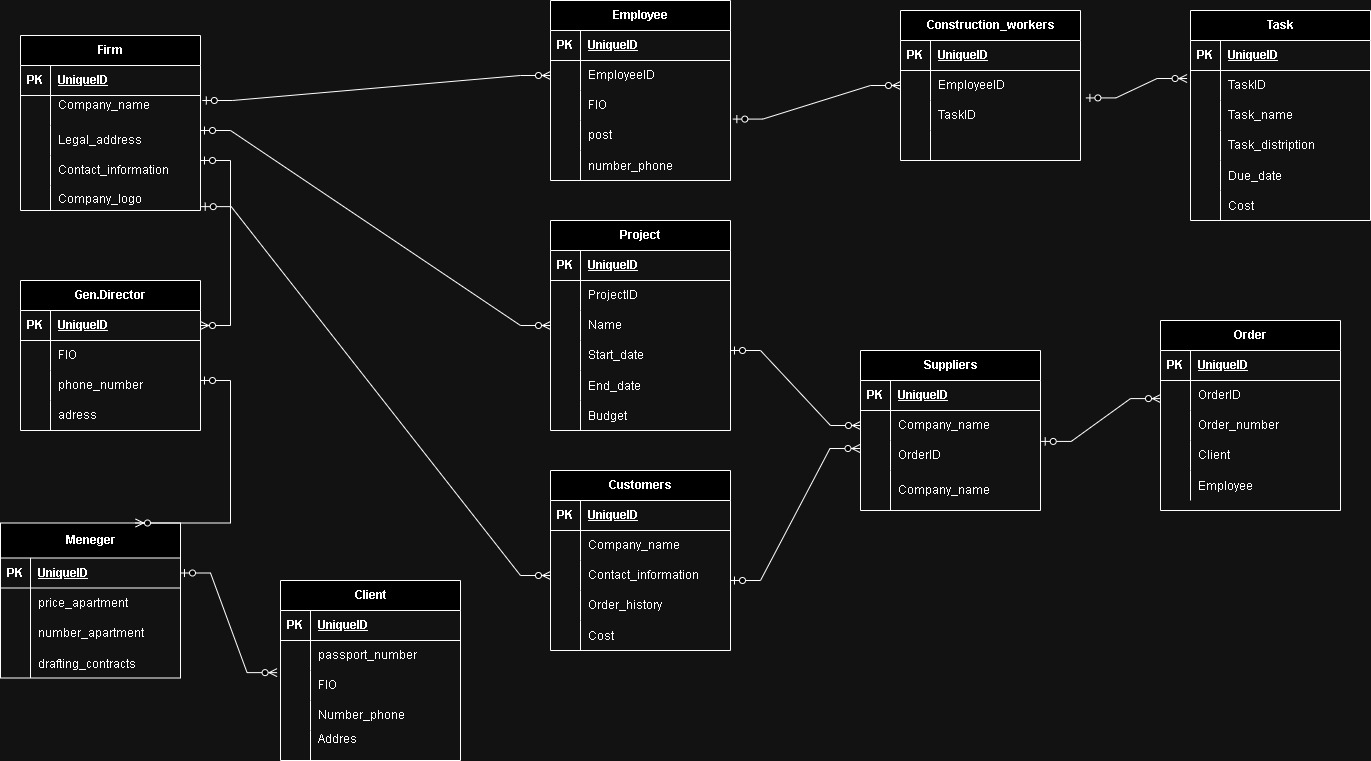 Firm
PK UniqueID
Company_name
Legal_address
Contact_information
Company_logo
Employee
PK UniqueID
EmployeeID
FIO
post
number_phone
Construction_workers
PK UniqueID
EmployeeID
TaskID
Task
PK UniqueID
TaskID
Task_name
Task_distription
Due_date
Cost
Gen.Director
PK UniqueID
FIO
phone_number
adress
Project
PK UniqueID
ProjectID
Name
Start_date
End_date
Budget
Suppliers
PK UniqueID
Company_name
OrderID
Company_name
Order
PK UniqueID
OrderID
Order_number
Client
Employee
Customers
PK UniqueID
Company_name
Contact_information
Order_history
Cost
Meneger
PK UniqueID
price_apartment
number_apartment
drafting_contracts
Client
PK UniqueID
passport_number
FIO
Number_phone
Addres